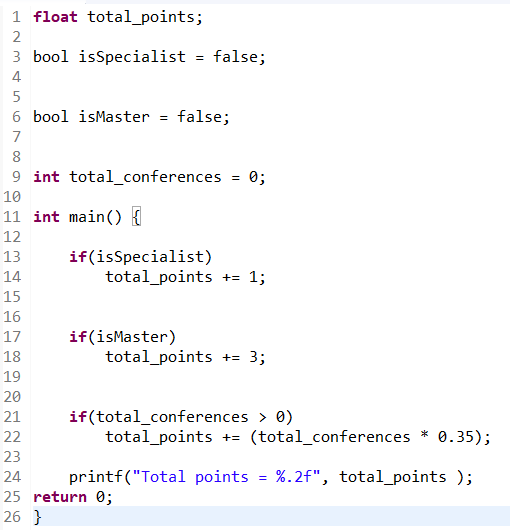 1 float total_points;
2
3 bool isSpecialist = false;
4
5
6 bool isMaster = false;
7
8
9 int total_conferences = 0;
10
11 int main() {
12
13     if(isSpecialist)
14         total_points += 1;
15
16
17     if(isMaster)
18         total_points += 3;
19
20
21     if(total_conferences > 0)
22         total_points += (total_conferences * 0.35);
23
24     printf("Total points = %.2f", total_points );
25 return 0;
26 }